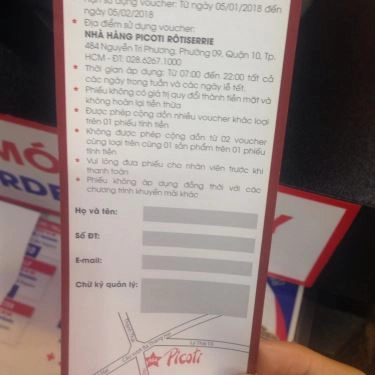 Hạn sử dụng voucher: Từ ngày 05/01/2018 đến
ngày 05/02/2018
★ Địa điểm sử dụng voucher:
NHÀ HÀNG PICOTI RÔTISERRIE
484 Nguyễn Tri Phương, Phường 09, Quận 10, Tp.
HCM - ĐT: 028.6267.1000
★ Thời gian áp dụng: Từ 07:00 đến 22:00 tất cả
các ngày trong tuần và các ngày lễ tết.
★ Phiếu không có giá trị quy đổi thành tiền mặt và
không hoàn lại tiền thừa
★ Được phép cộng dồn nhiều voucher khác loại
trên 01 phiếu tính tiền
★ Không được phép cộng dồn từ 02 voucher
cùng loại trên cùng 01 sản phẩm trên 01 phiếu
tính tiền
★ Vui lòng đưa phiếu cho nhân viên trước khi
thanh toán
★ Phiếu không áp dụng đồng thời với các
chương trình khuyến mãi khác
Họ và tên:
Số ĐT:
E-mail:
Chữ ký quản lý:
Lý Thái Tổ
Picoti
MÓ
RDE
Y